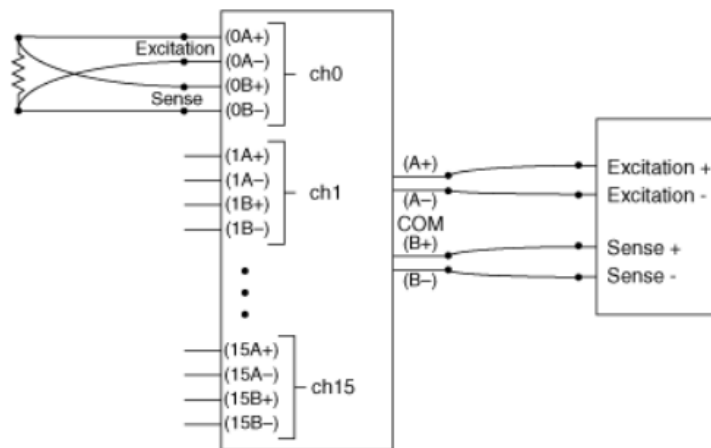 (0A+)
Excitation
(0A−)
ch0
(0B+)
Sense
(0B−)
(1A+)
(1A−)
ch1
(1B+)
(1B−)
(15A+)
(15A−)
ch15
(15B+)
(15B−)
(A+)
(A−)
COM
(B+)
(B−)
Excitation +
Excitation -
Sense +
Sense -